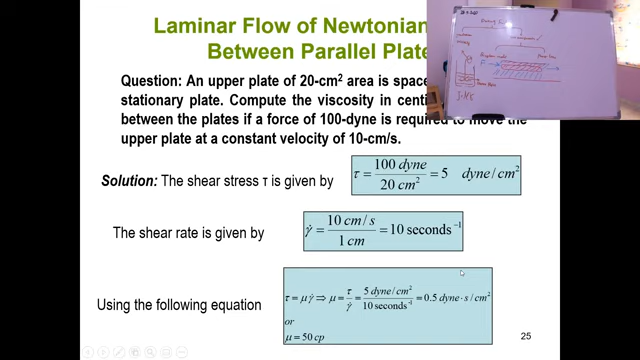 Laminar Flow of Newtonian
Between Parallel Plate
Question: An upper plate of 20-cm² area is space
stationary plate. Compute the viscosity in cent
between the plates if a force of 100-dyne is required to move the
upper plate at a constant velocity of 10-cm/s.
Solution: The shear stress τ is given by
τ = 100 dyne / 20 cm² = 5 dyne/cm²
The shear rate is given by
γ̇ = 10 cm/s / 1 cm = 10 seconds⁻¹
Using the following equation
τ = μγ̇ ⇒ μ = τ/γ̇ = 5 dyne/cm² / 10 seconds⁻¹ = 0.5 dyne·s/cm²
or
μ = 50 cp
25